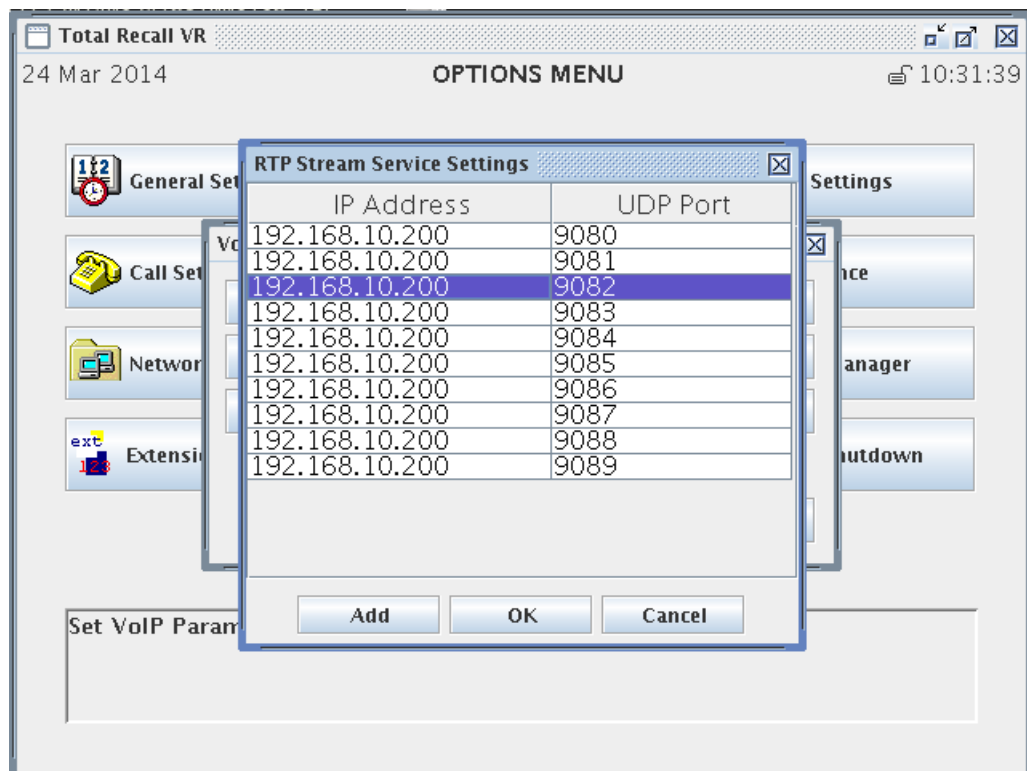 Total Recall VR
24 Mar 2014 OPTIONS MENU 10:31:39
RTP Stream Service Settings
IP Address UDP Port
192.168.10.200 9080
192.168.10.200 9081
192.168.10.200 9082
192.168.10.200 9083
192.168.10.200 9084
192.168.10.200 9085
192.168.10.200 9086
192.168.10.200 9087
192.168.10.200 9088
192.168.10.200 9089
Add OK Cancel
1 2
General Set
Settings
Vo
Call Set
nce
Networ
anager
ext
123
Extensi
utdown
Set VoIP Param